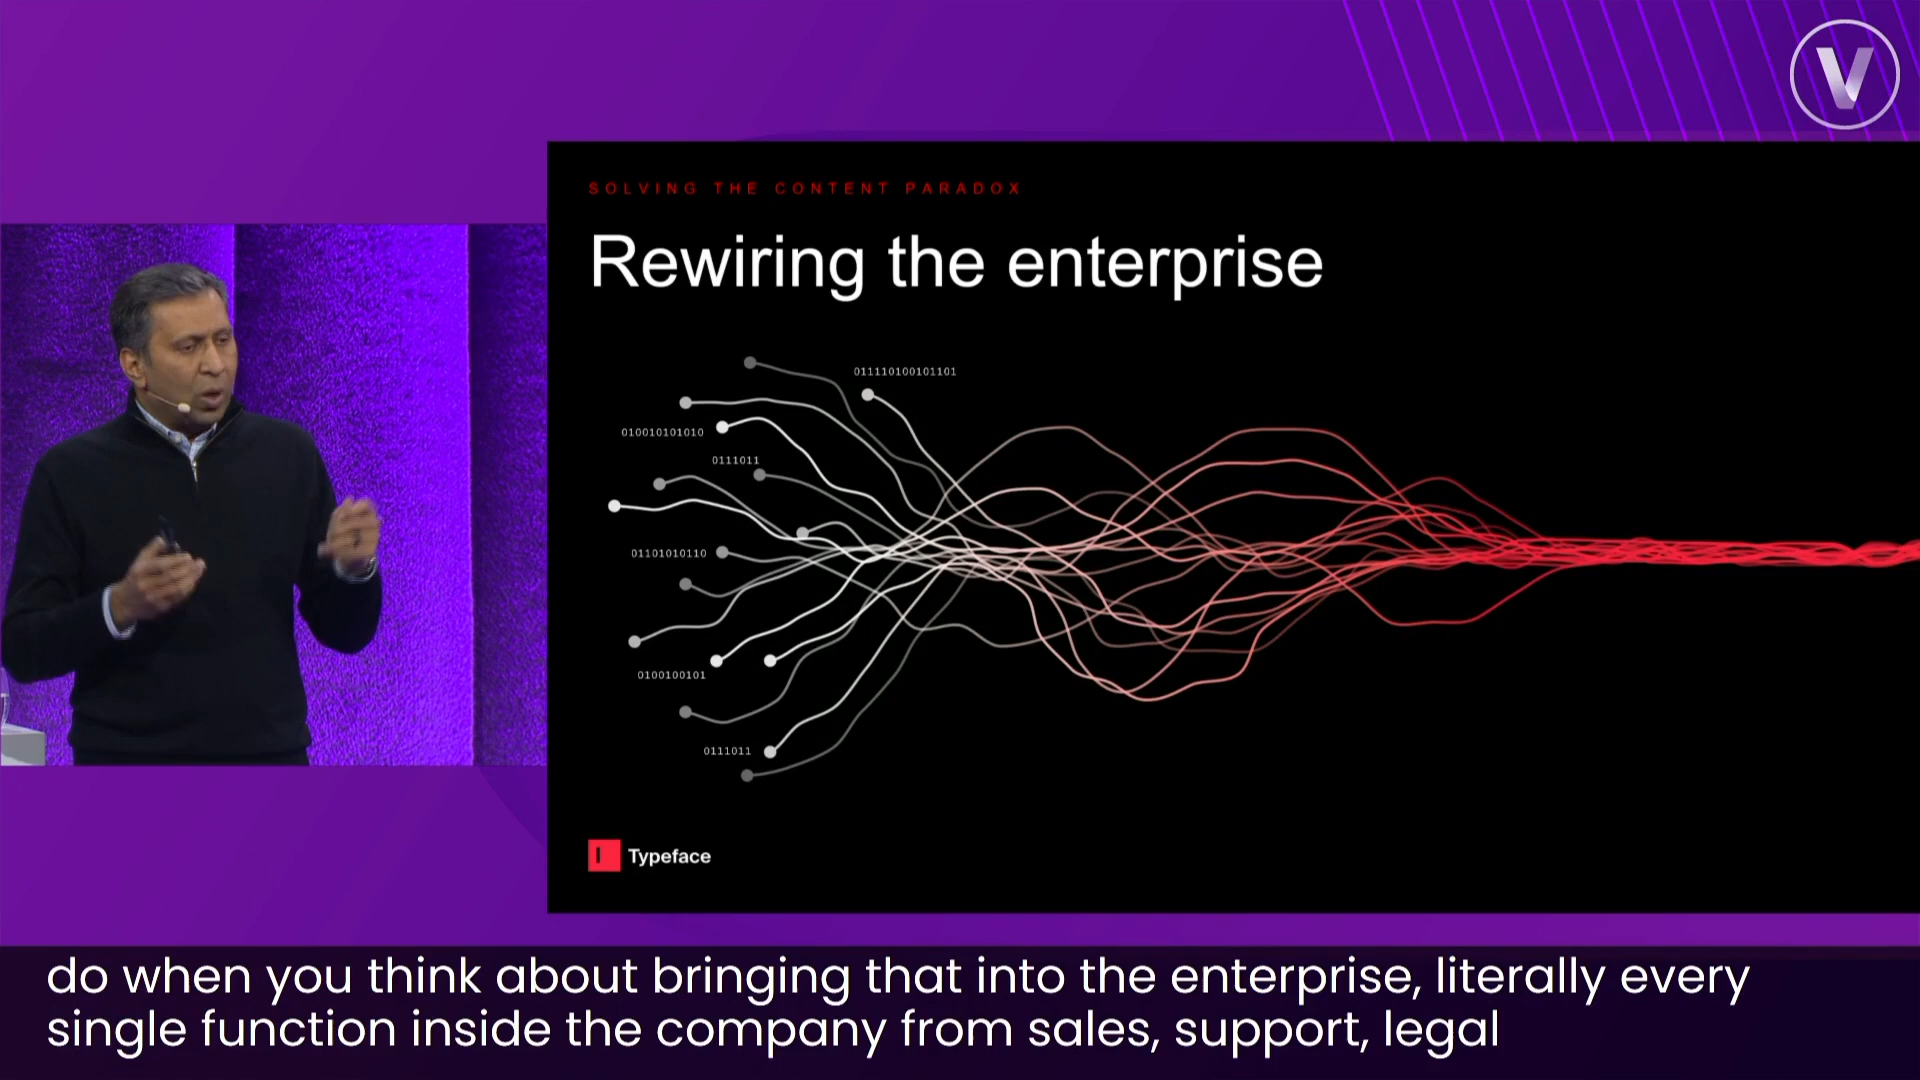 V
SOLVING THE CONTENT PARADOX
Rewiring the enterprise
011110100101101
010010101010
0111011
01101010110
0100100101
0111011
Typeface
do when you think about bringing that into the enterprise, literally every
single function inside the company from sales, support, legal